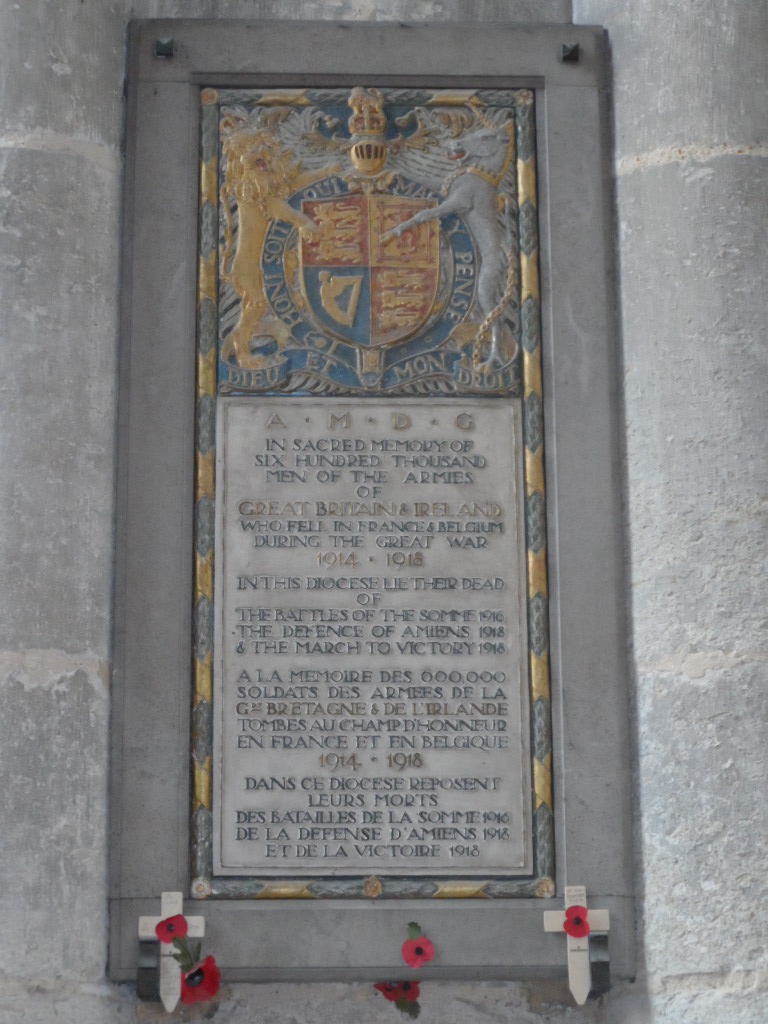 HONI SOIT QUI MAL Y PENSE
DIEU ET MON DROIT
A·M·D·G
IN SACRED MEMORY OF
SIX HUNDRED THOUSAND
MEN OF THE ARMIES
OF
GREAT BRITAIN & IRELAND
WHO FELL IN FRANCE & BELGIUM
DURING THE GREAT WAR
1914 · 1918
IN THIS DIOCESE LIE THEIR DEAD
OF
THE BATTLES OF THE SOMME 1916
THE DEFENCE OF AMIENS 1918
& THE MARCH TO VICTORY 1918
A LA MEMOIRE DES 600,000
SOLDATS DES ARMEES DE LA
GDE BRETAGNE & DE L'IRLANDE
TOMBES AU CHAMP D'HONNEUR
EN FRANCE ET EN BELGIQUE
1914 · 1918
DANS CE DIOCESE REPOSENT
LEURS MORTS
DES BATAILLES DE LA SOMME 1916
DE LA DEFENSE D'AMIENS 1918
ET DE LA VICTOIRE 1918